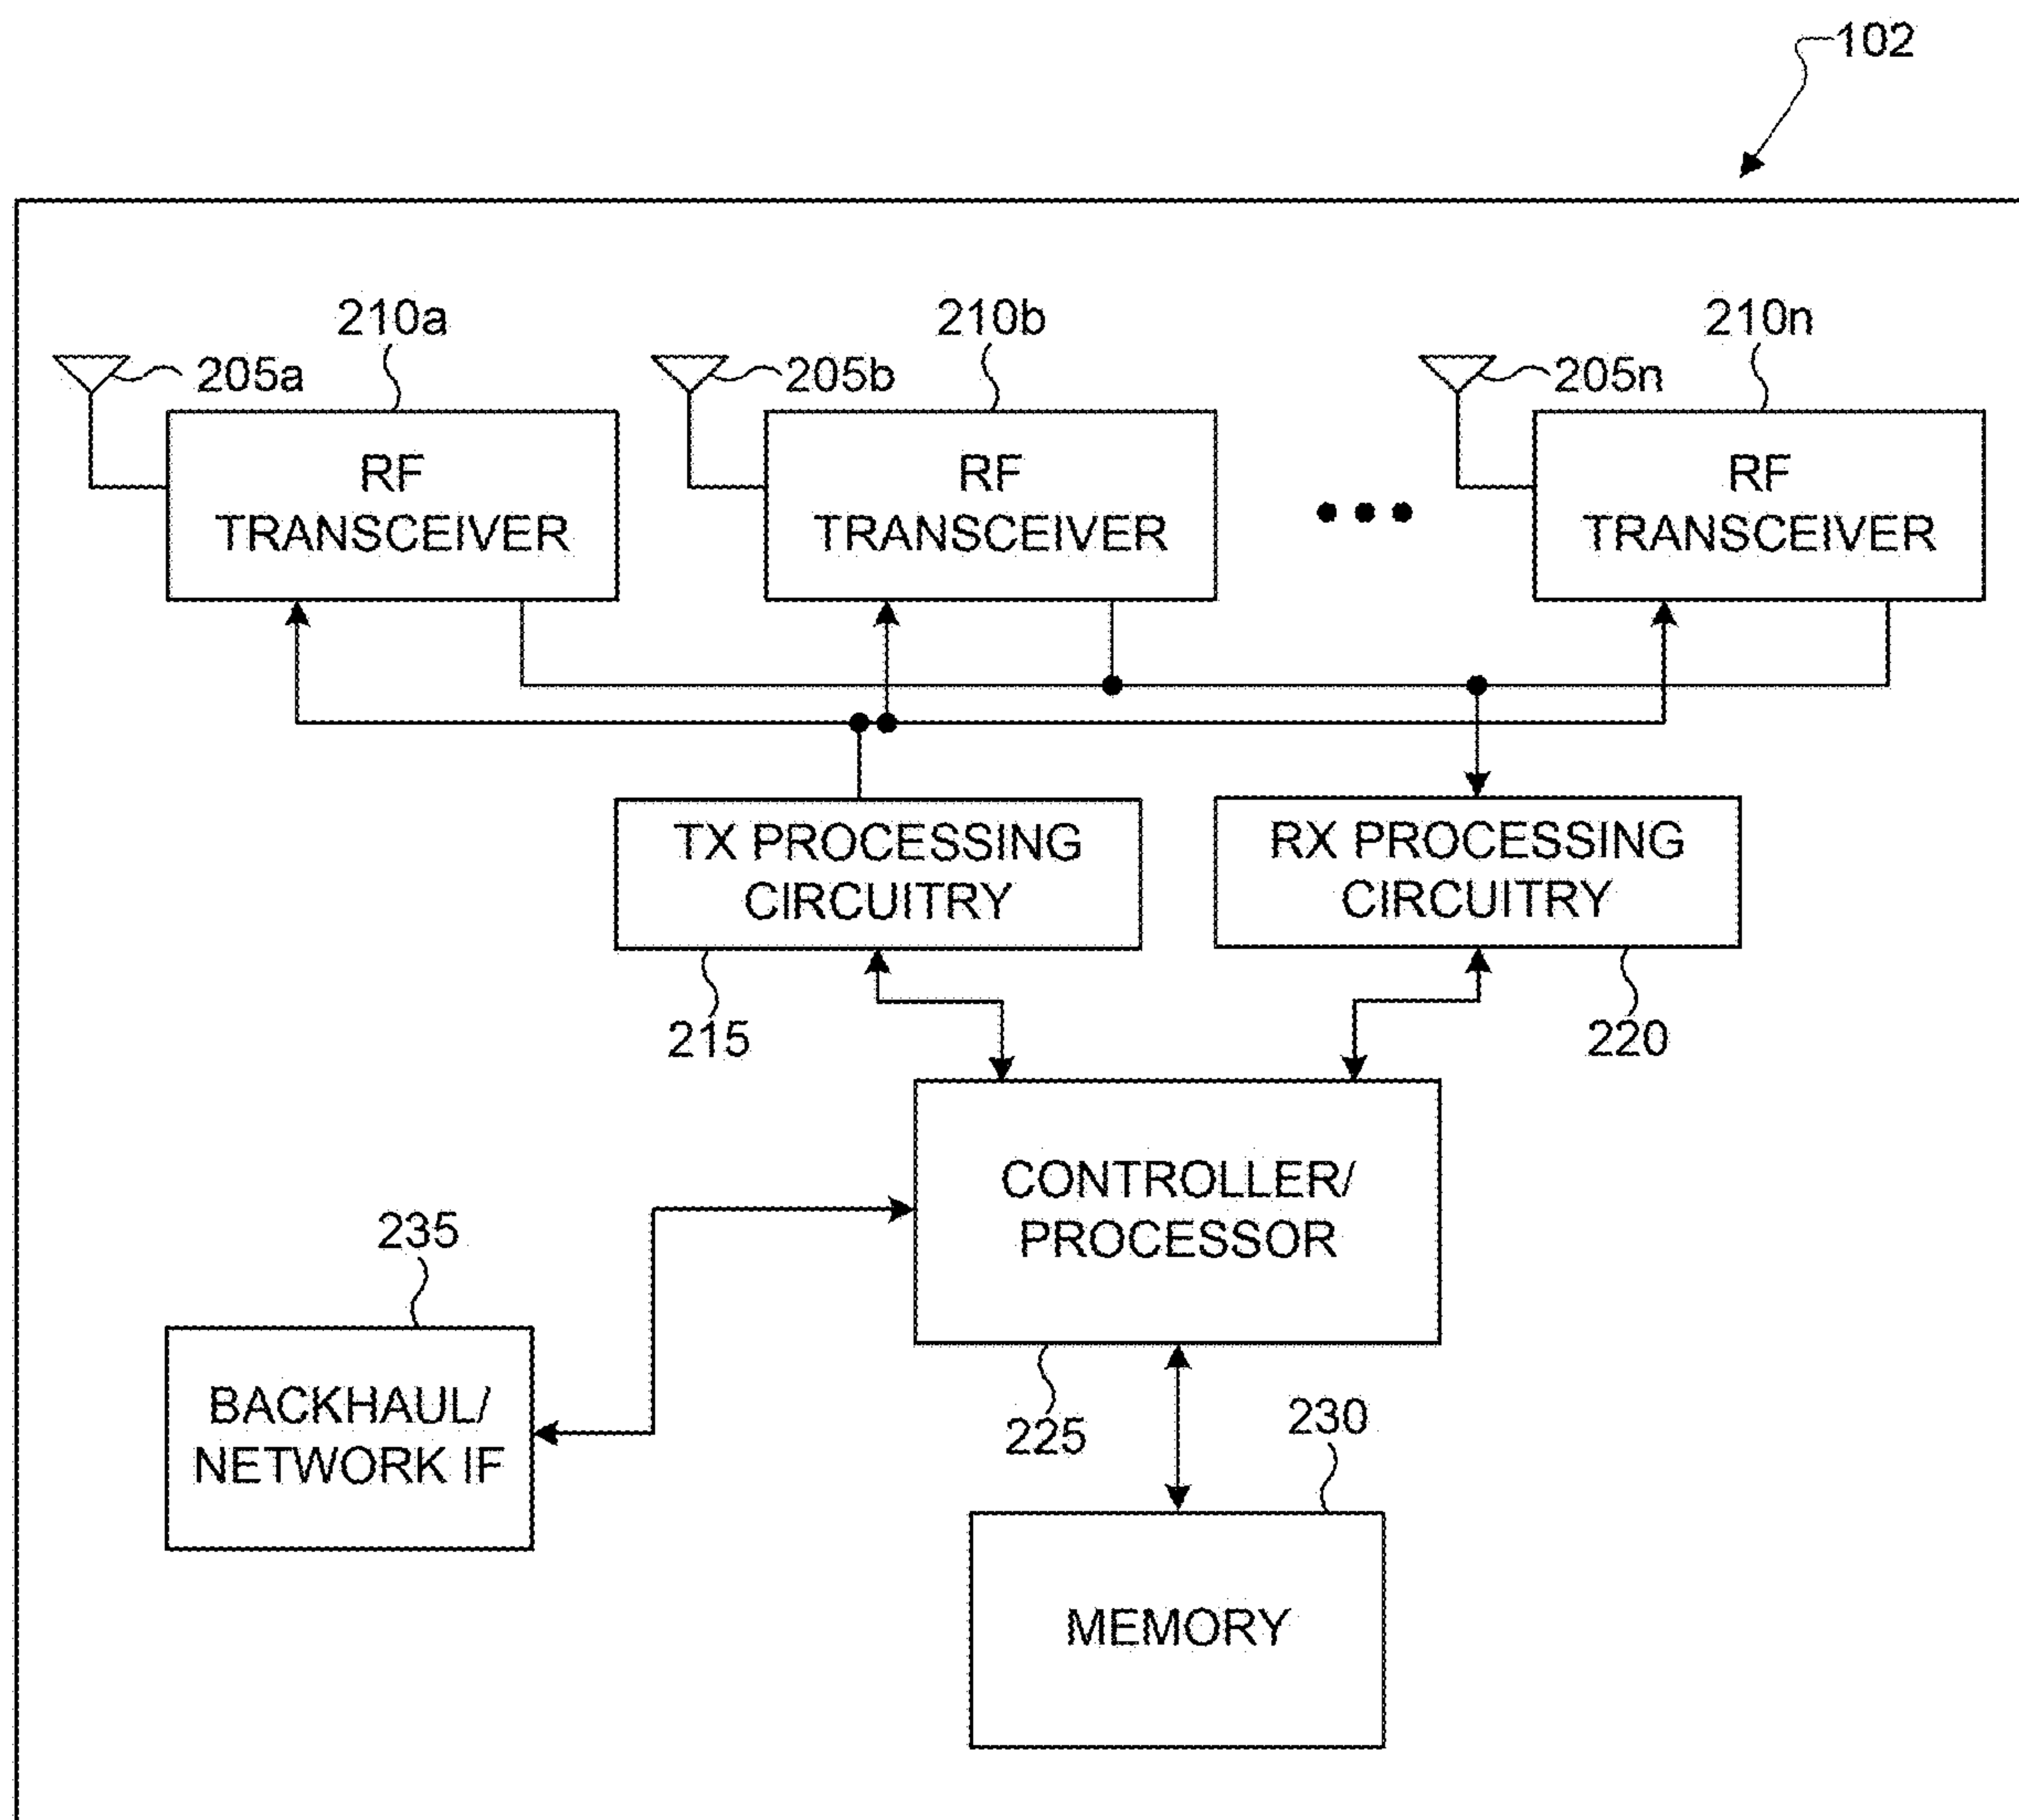 102
210a
210b
210n
205a
205b
205n
RF
TRANSCEIVER
RF
TRANSCEIVER
RF
TRANSCEIVER
TX PROCESSING
CIRCUITRY
RX PROCESSING
CIRCUITRY
215
220
CONTROLLER/
PROCESSOR
235
225
230
BACKHAUL/
NETWORK IF
MEMORY